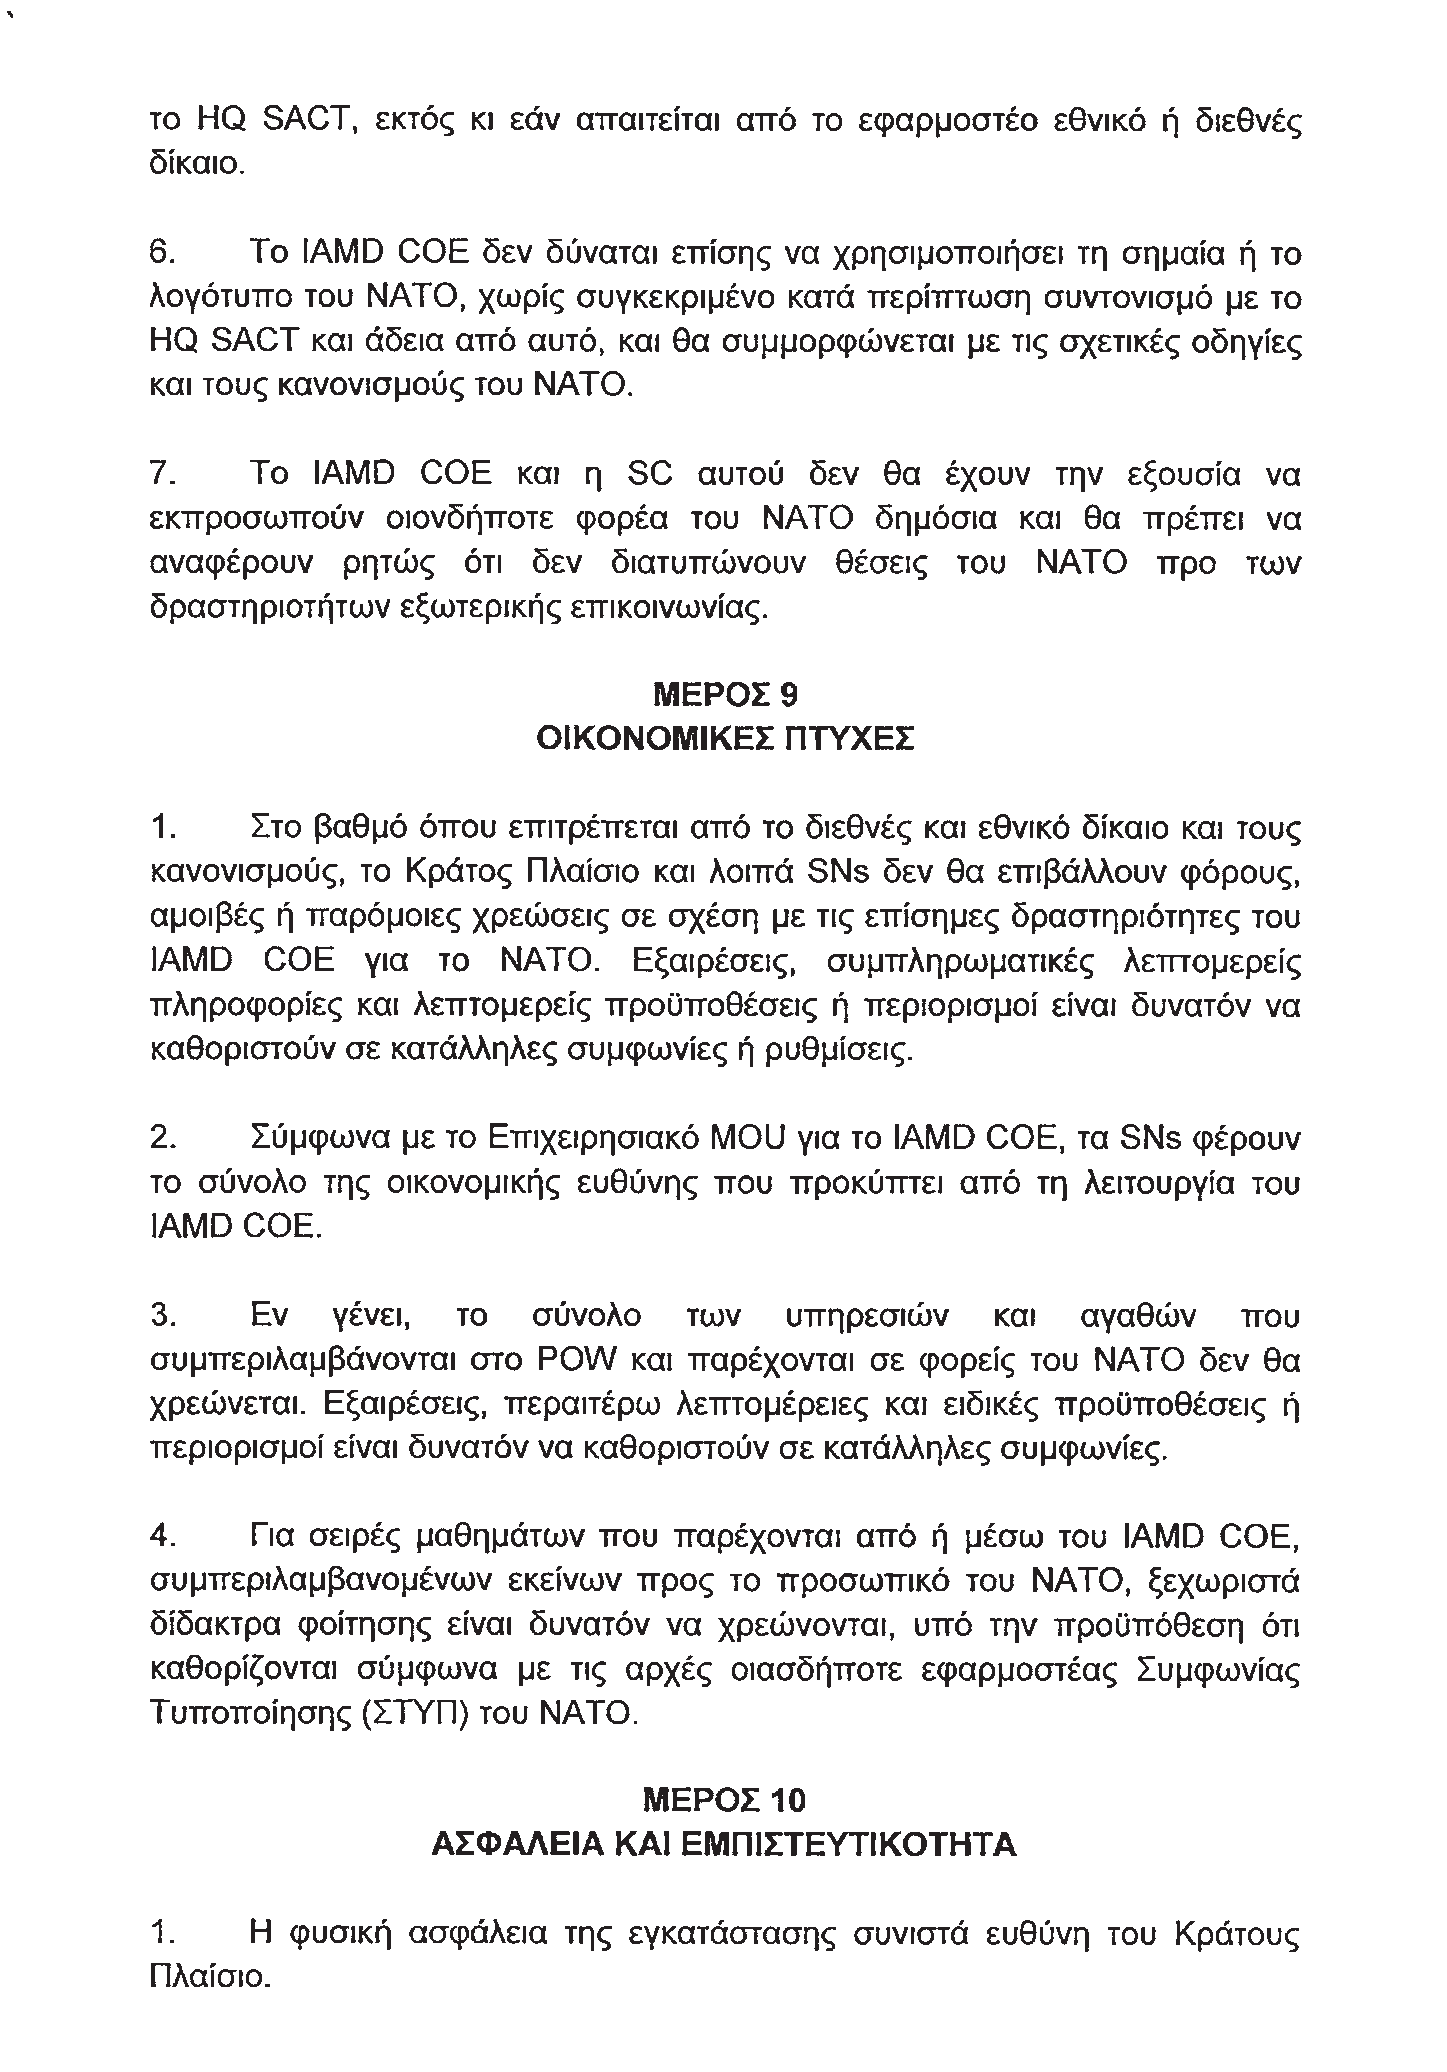 το HQ SACT, εκτός κι εάν απαιτείται από το εφαρμοστέο εθνικό ή διεθνές
δίκαιο.
6. Το IAMD COE δεν δύναται επίσης να χρησιμοποιήσει τη σημαία ή το
λογότυπο του ΝΑΤΟ, χωρίς συγκεκριμένο κατά περίπτωση συντονισμό με το
HQ SACT και άδεια από αυτό, και θα συμμορφώνεται με τις σχετικές οδηγίες
και τους κανονισμούς του ΝΑΤΟ.
7. Το IAMD COE και η SC αυτού δεν θα έχουν την εξουσία να
εκπροσωπούν οιονδήποτε φορέα του ΝΑΤΟ δημόσια και θα πρέπει να
αναφέρουν ρητώς ότι δεν διατυπώνουν θέσεις του ΝΑΤΟ προ των
δραστηριοτήτων εξωτερικής επικοινωνίας.
ΜΕΡΟΣ 9
ΟΙΚΟΝΟΜΙΚΕΣ ΠΤΥΧΕΣ
1. Στο βαθμό όπου επιτρέπεται από το διεθνές και εθνικό δίκαιο και τους
κανονισμούς, το Κράτος Πλαίσιο και λοιπά SNs δεν θα επιβάλλουν φόρους,
αμοιβές ή παρόμοιες χρεώσεις σε σχέση με τις επίσημες δραστηριότητες του
IAMD COE για το ΝΑΤΟ. Εξαιρέσεις, συμπληρωματικές λεπτομερείς
πληροφορίες και λεπτομερείς προϋποθέσεις ή περιορισμοί είναι δυνατόν να
καθοριστούν σε κατάλληλες συμφωνίες ή ρυθμίσεις.
2. Σύμφωνα με το Επιχειρησιακό MOU για το IAMD COE, τα SNs φέρουν
το σύνολο της οικονομικής ευθύνης που προκύπτει από τη λειτουργία του
IAMD COE.
3. Εν γένει, το σύνολο των υπηρεσιών και αγαθών που
συμπεριλαμβάνονται στο POW και παρέχονται σε φορείς του ΝΑΤΟ δεν θα
χρεώνεται. Εξαιρέσεις, περαιτέρω λεπτομέρειες και ειδικές προϋποθέσεις ή
περιορισμοί είναι δυνατόν να καθοριστούν σε κατάλληλες συμφωνίες.
4. Για σειρές μαθημάτων που παρέχονται από ή μέσω του IAMD COE,
συμπεριλαμβανομένων εκείνων προς το προσωπικό του ΝΑΤΟ, ξεχωριστά
δίδακτρα φοίτησης είναι δυνατόν να χρεώνονται, υπό την προϋπόθεση ότι
καθορίζονται σύμφωνα με τις αρχές οιασδήποτε εφαρμοστέας Συμφωνίας
Τυποποίησης (ΣΤΥΠ) του ΝΑΤΟ.
ΜΕΡΟΣ 10
ΑΣΦΑΛΕΙΑ ΚΑΙ ΕΜΠΙΣΤΕΥΤΙΚΟΤΗΤΑ
1. Η φυσική ασφάλεια της εγκατάστασης συνιστά ευθύνη του Κράτους
Πλαίσιο.